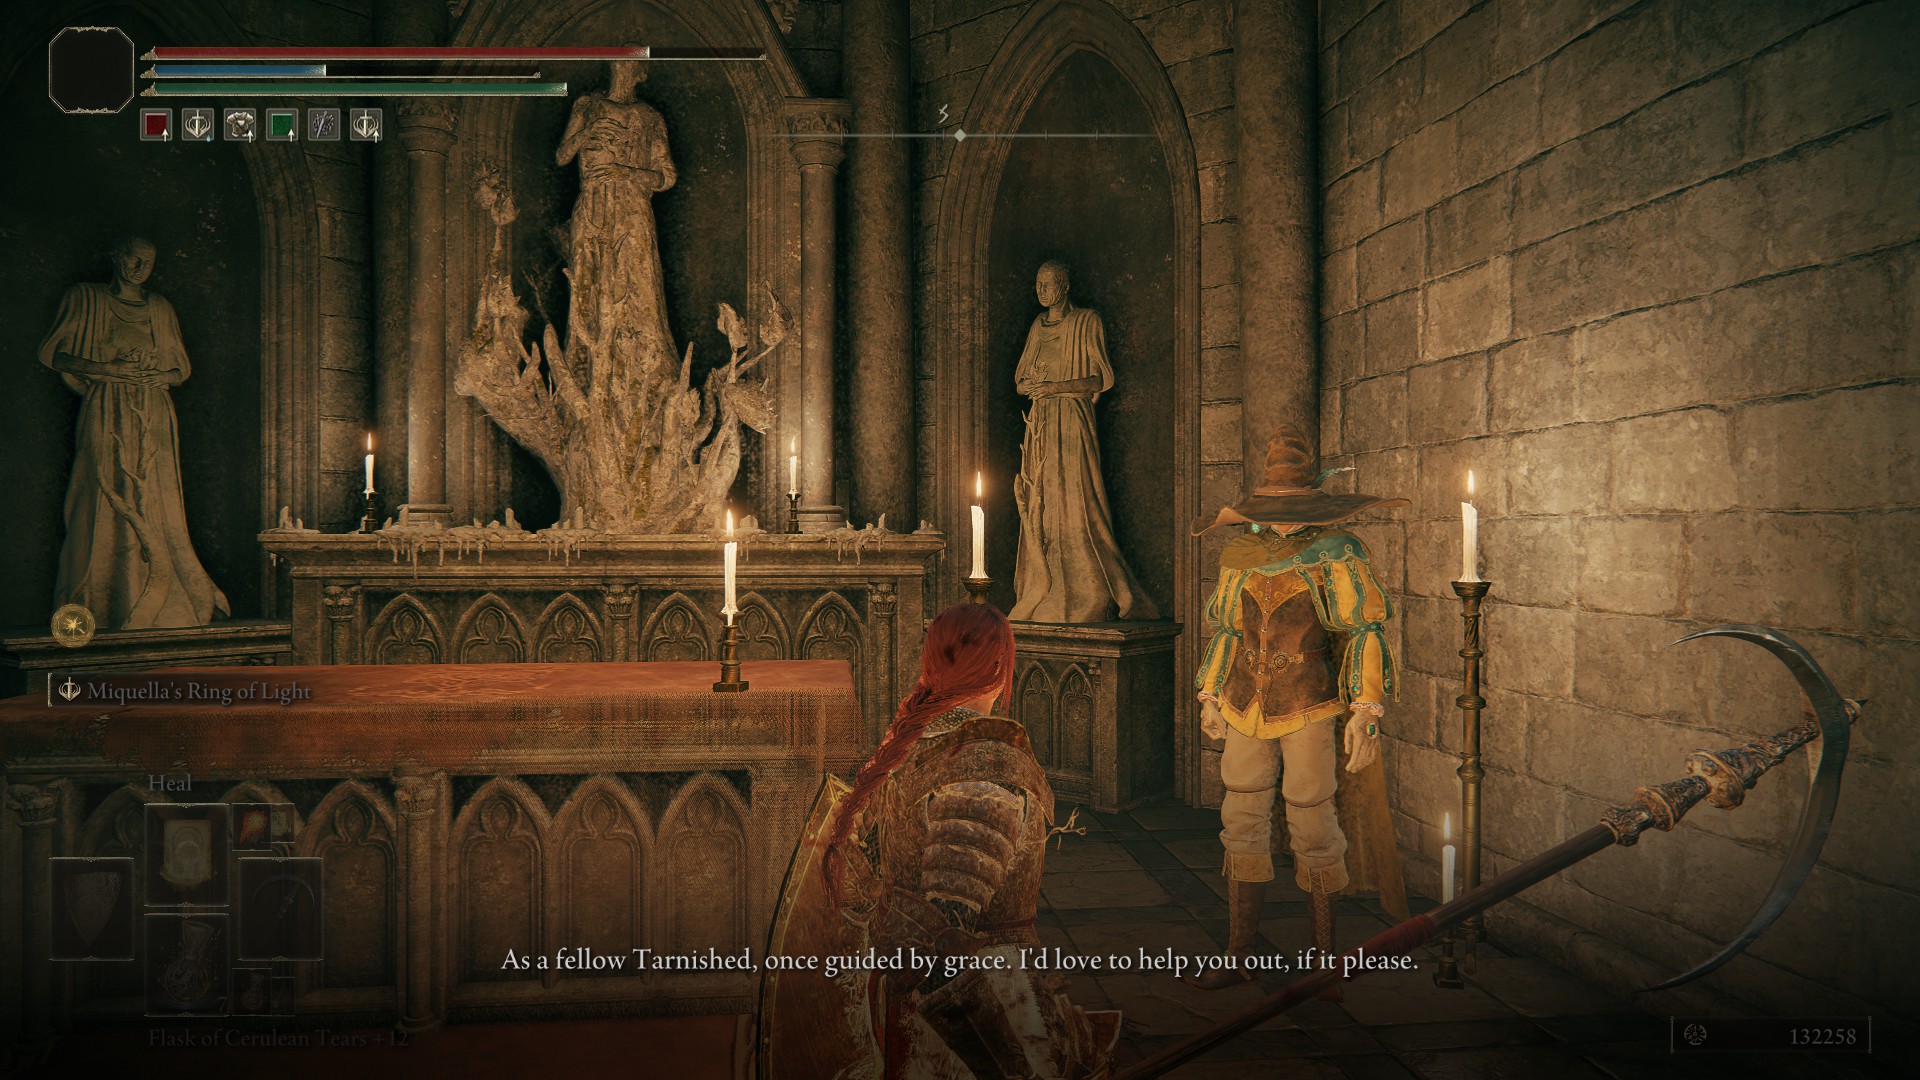 S
Miquella's Ring of Light
Heal
As a fellow Tarnished, once guided by grace. I'd love to help you out, if it please.
7
Flask of Cerulean Tears +12
132258